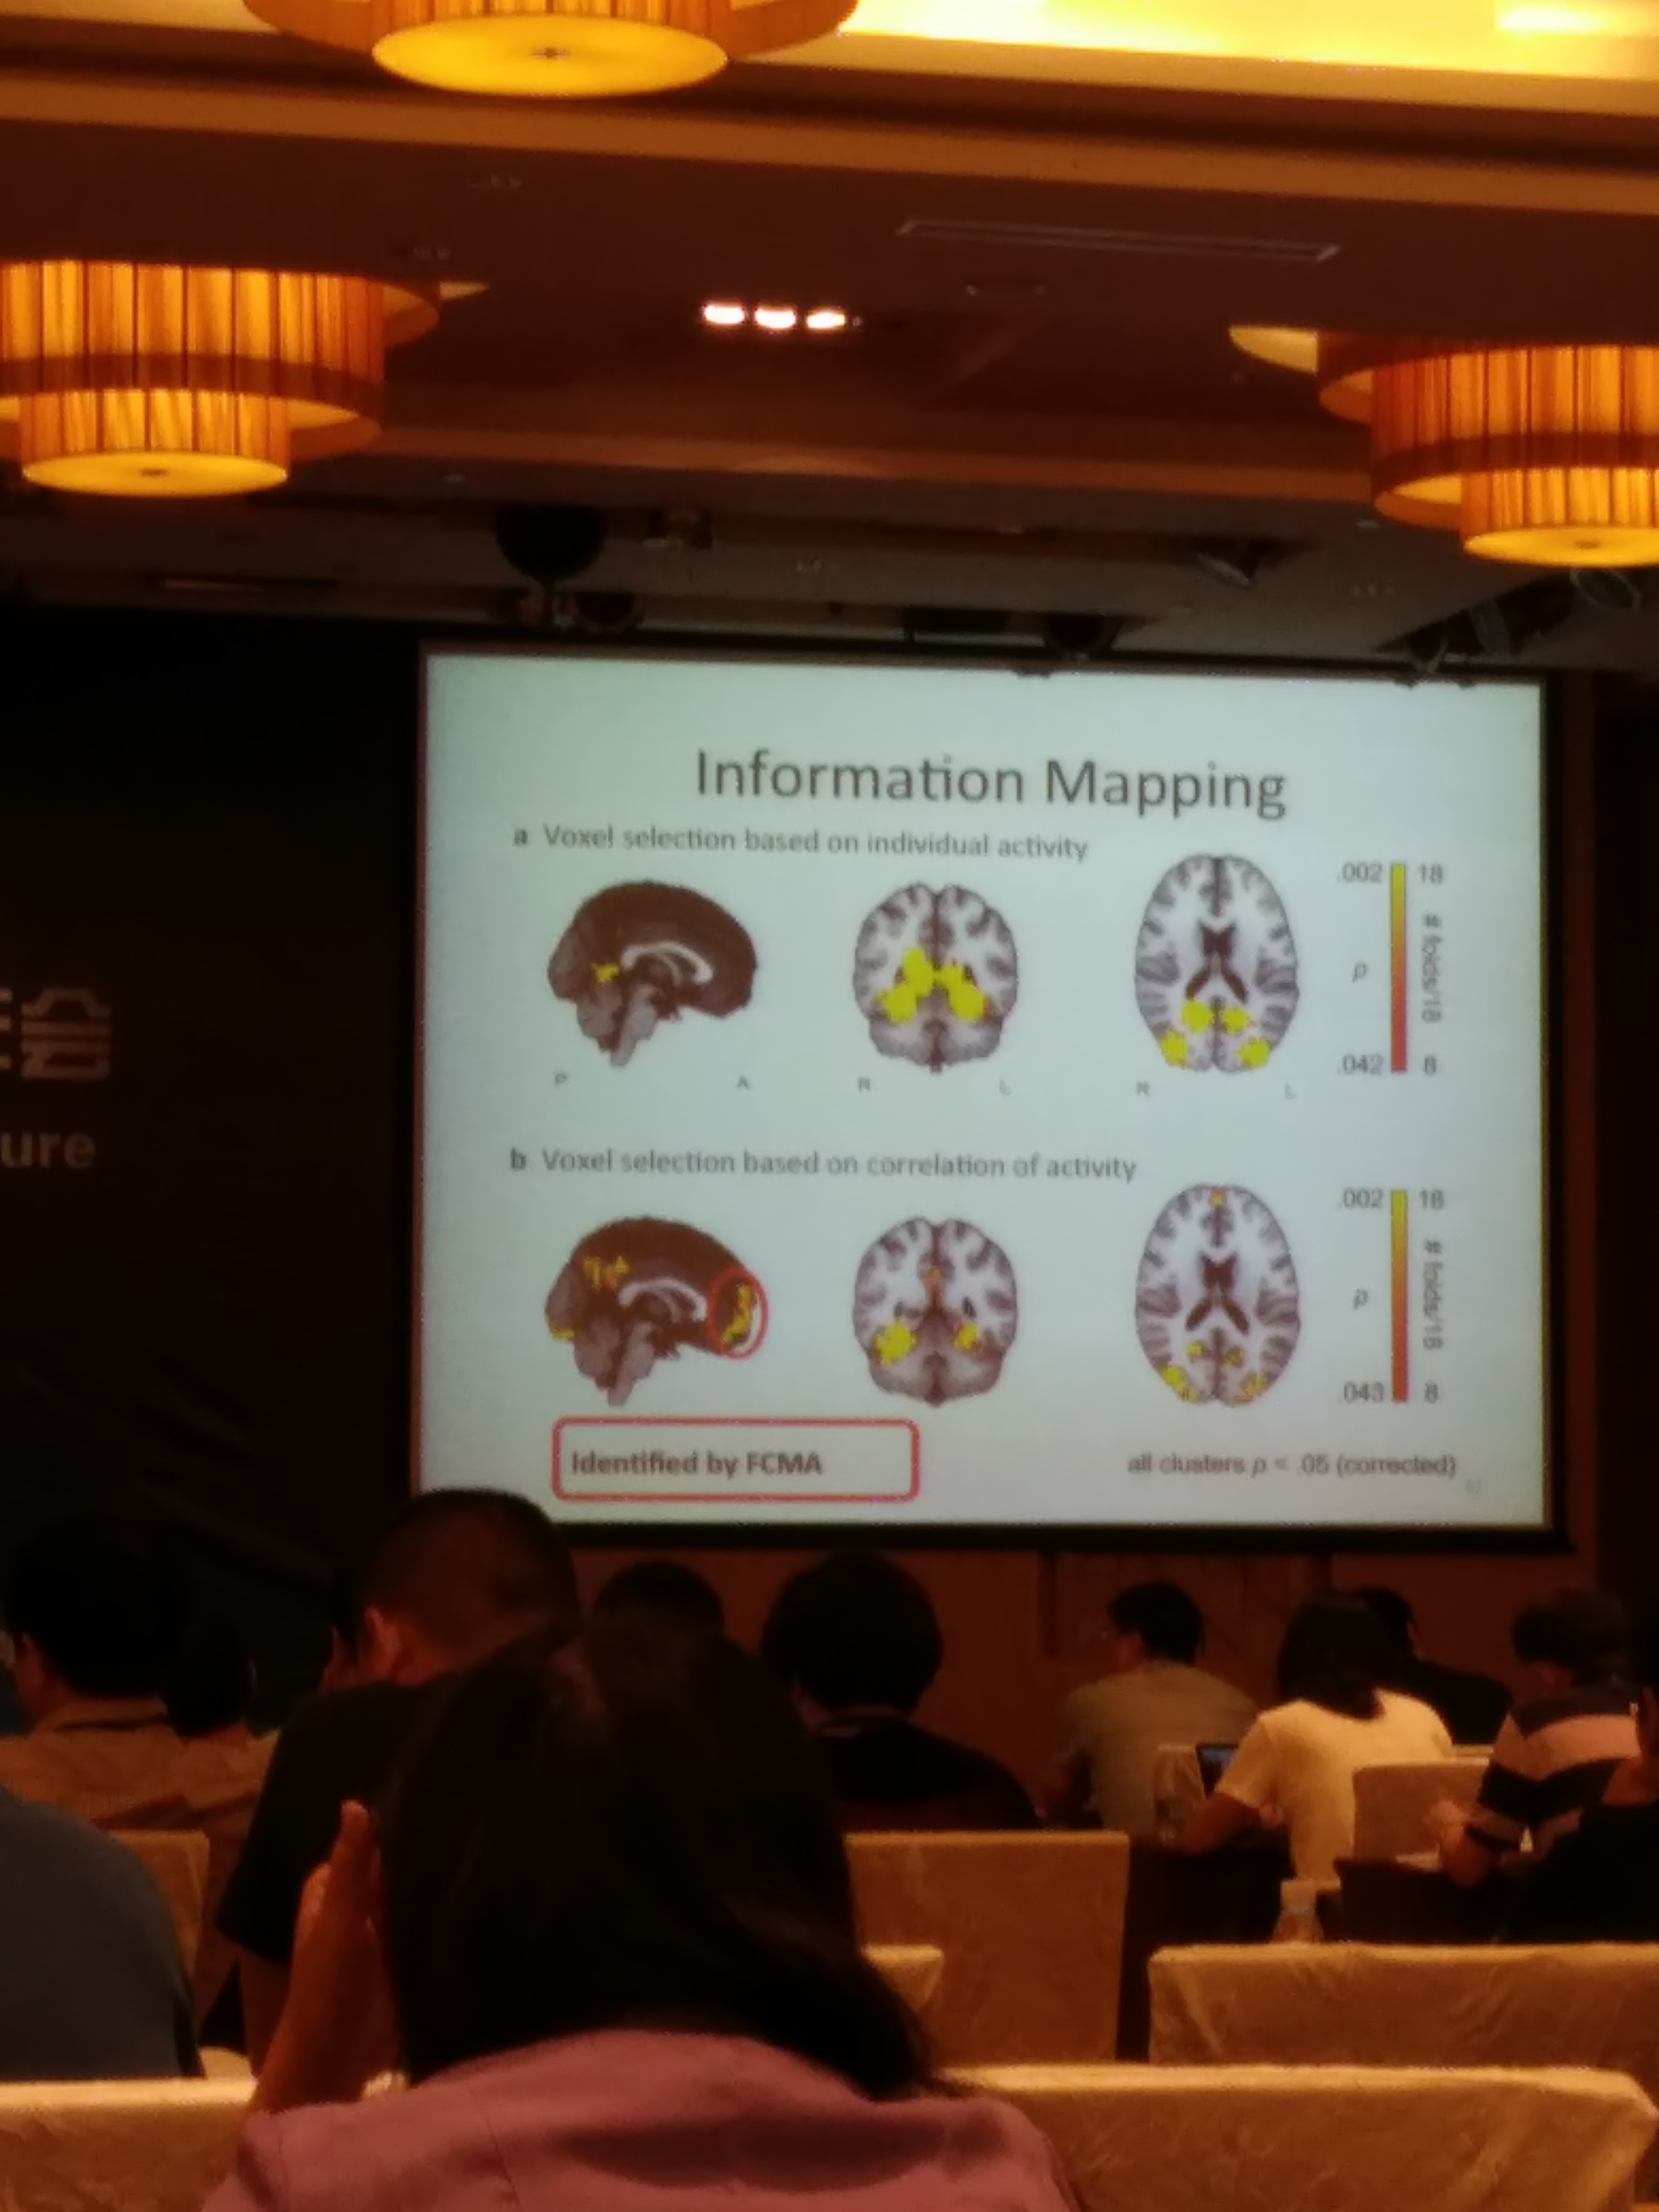 Information Mapping
a Voxel selection based on individual activity
.002 18
p # folds/18
.042 8
P A R L R L
b Voxel selection based on correlation of activity
.002 18
p # folds/18
.043 8
Identified by FCMA
all clusters p < .05 (corrected)
ure